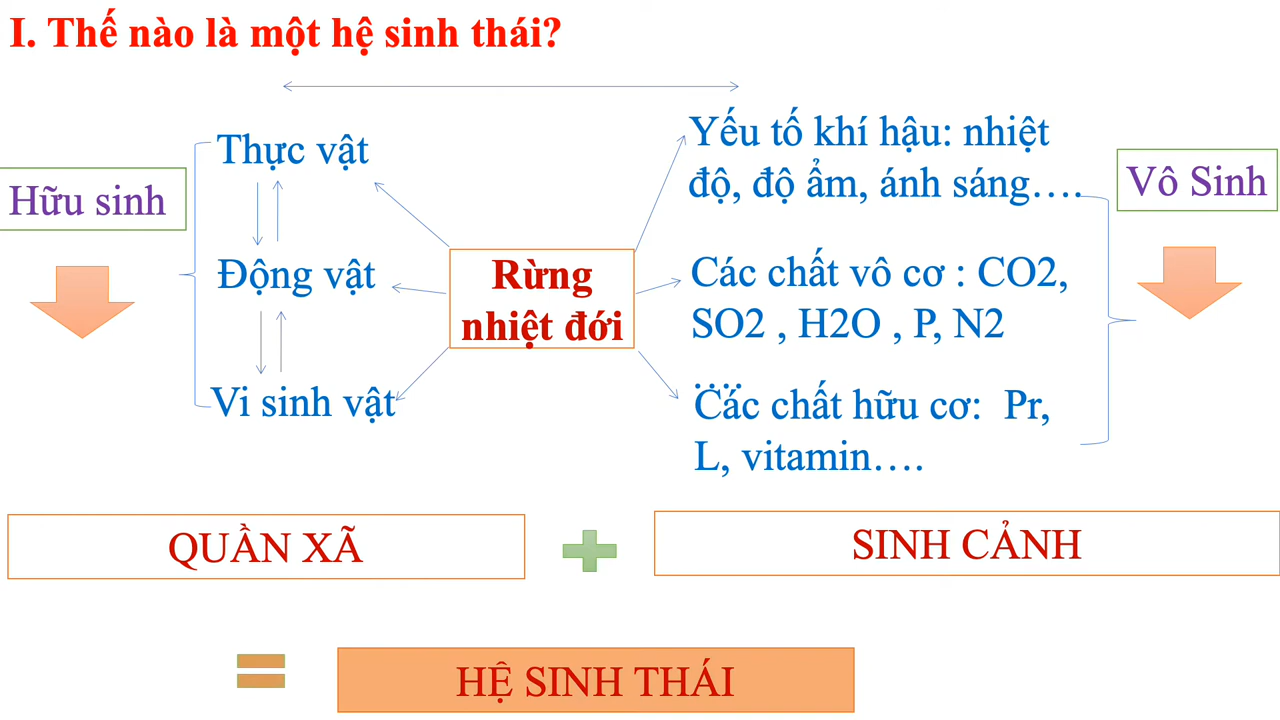 I. Thế nào là một hệ sinh thái?
Thực vật
Hữu sinh
Động vật
Vi sinh vật
Rừng
nhiệt đới
Yếu tố khí hậu: nhiệt
độ, độ ẩm, ánh sáng….
Vô Sinh
Các chất vô cơ : CO2,
SO2 , H2O , P, N2
….
Các chất hữu cơ:  Pr,
L, vitamin….
QUẦN XÃ
SINH CẢNH
HỆ SINH THÁI